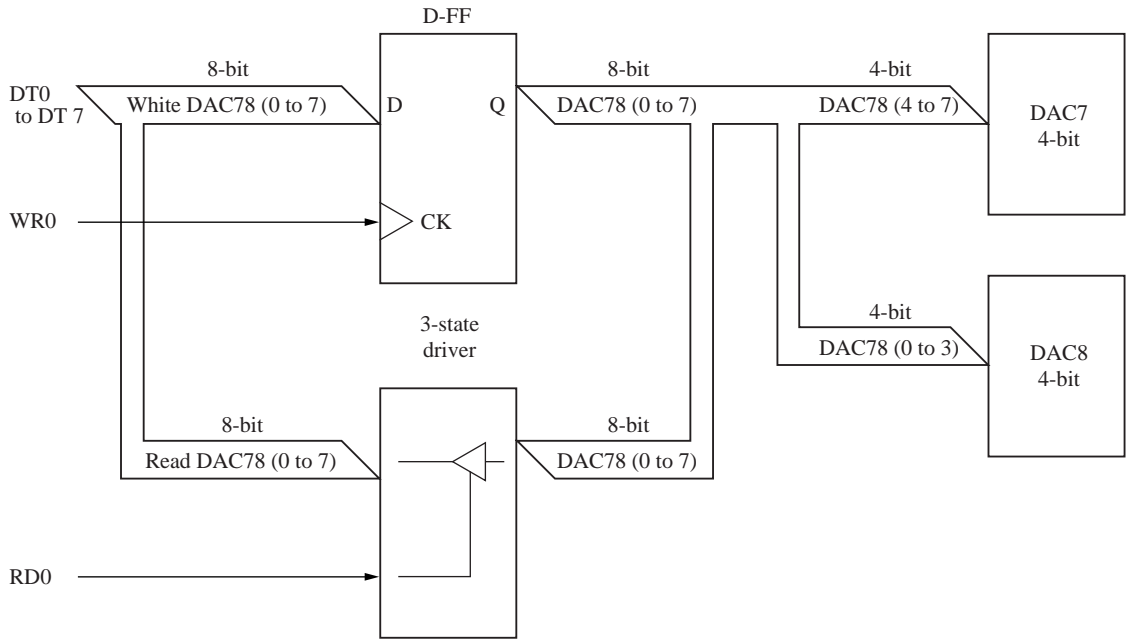 D-FF
8-bit
8-bit
4-bit
DT0
to DT 7
White DAC78 (0 to 7)
D
Q
DAC78 (0 to 7)
DAC78 (4 to 7)
DAC7
4-bit
WR0
CK
3-state
driver
4-bit
DAC78 (0 to 3)
DAC8
4-bit
8-bit
8-bit
Read DAC78 (0 to 7)
DAC78 (0 to 7)
RD0